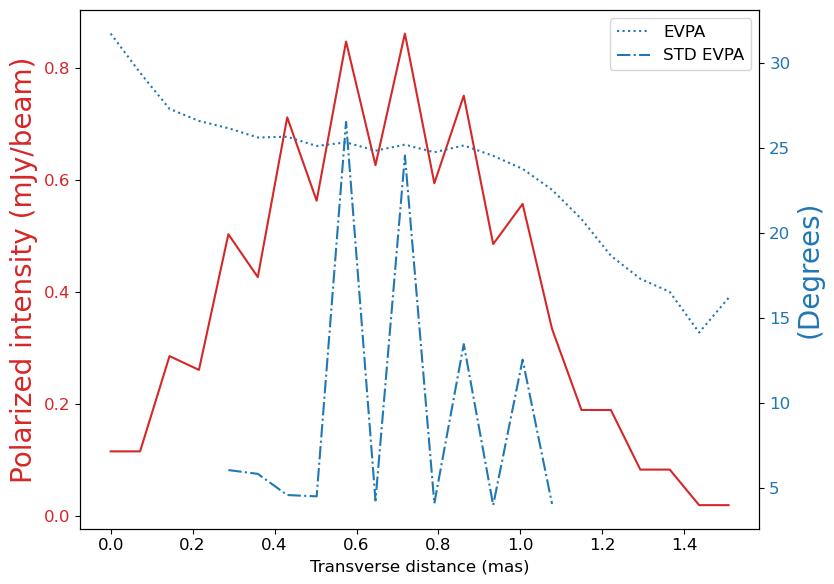 EVPA
STD EVPA
Polarized intensity (mJy/beam)
0.8
0.6
0.4
0.2
0.0
30
25
20
15
10
5
(Degrees)
0.0 0.2 0.4 0.6 0.8 1.0 1.2 1.4
Transverse distance (mas)